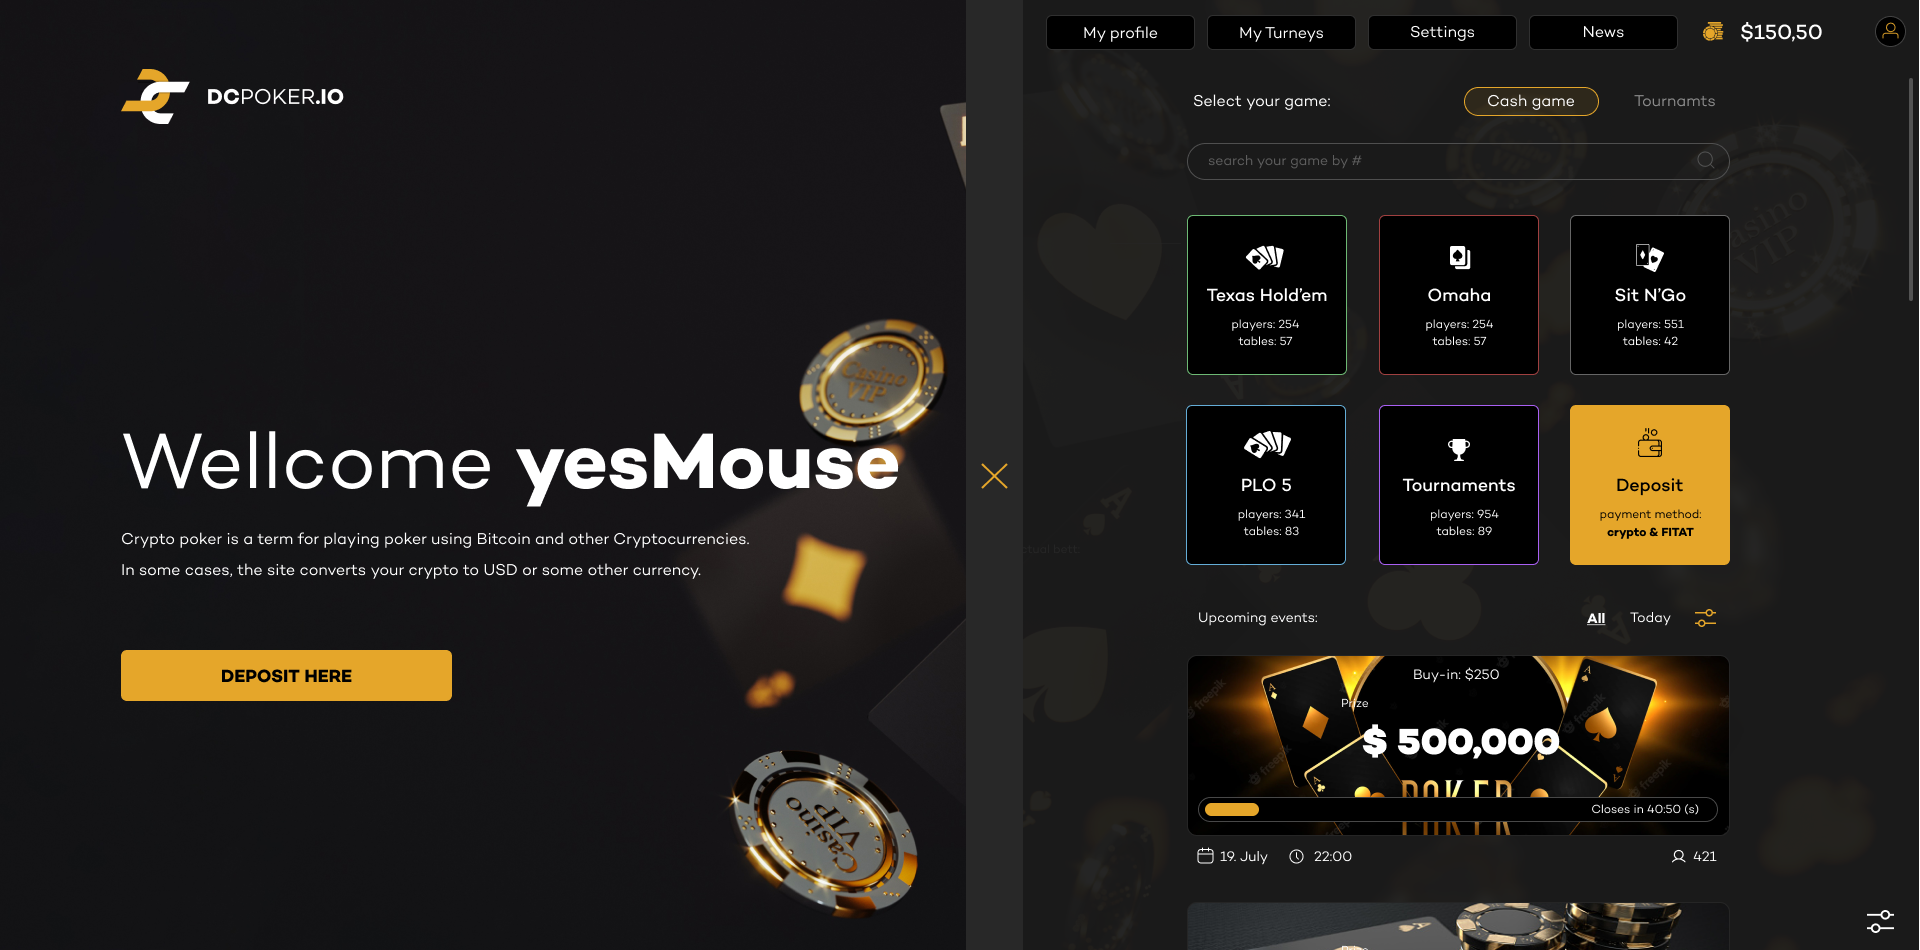 DCPOKER.IO
Wellcome yesMouse
Crypto poker is a term for playing poker using Bitcoin and other Cryptocurrencies.
In some cases, the site converts your crypto to USD or some other currency.
DEPOSIT HERE
Casino
VIP
Casino
VIP
My profile
My Turneys
Settings
News
$150,50
Select your game:
Cash game
Tournamts
search your game by #
Texas Hold'em
players: 254
tables: 57
Omaha
players: 254
tables: 57
Sit N'Go
players: 551
tables: 42
PLO 5
players: 341
tables: 83
Tournaments
players: 954
tables: 89
Deposit
payment method:
crypto & FITAT
Upcoming events:
All
Today
Buy-in: $250
Prize
$ 500,000
POKER
Closes in 40:50 (s)
19. July
22:00
421